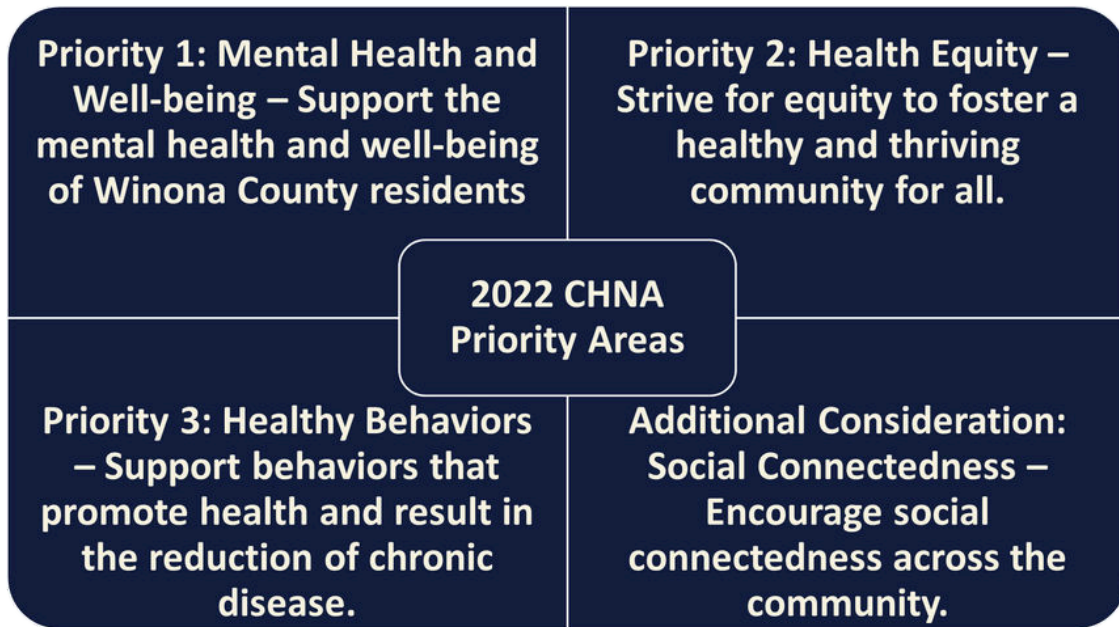 Priority 1: Mental Health and
Well-being – Support the
mental health and well-being
of Winona County residents
Priority 2: Health Equity –
Strive for equity to foster a
healthy and thriving
community for all.
2022 CHNA
Priority Areas
Priority 3: Healthy Behaviors
– Support behaviors that
promote health and result in
the reduction of chronic
disease.
Additional Consideration:
Social Connectedness –
Encourage social
connectedness across the
community.